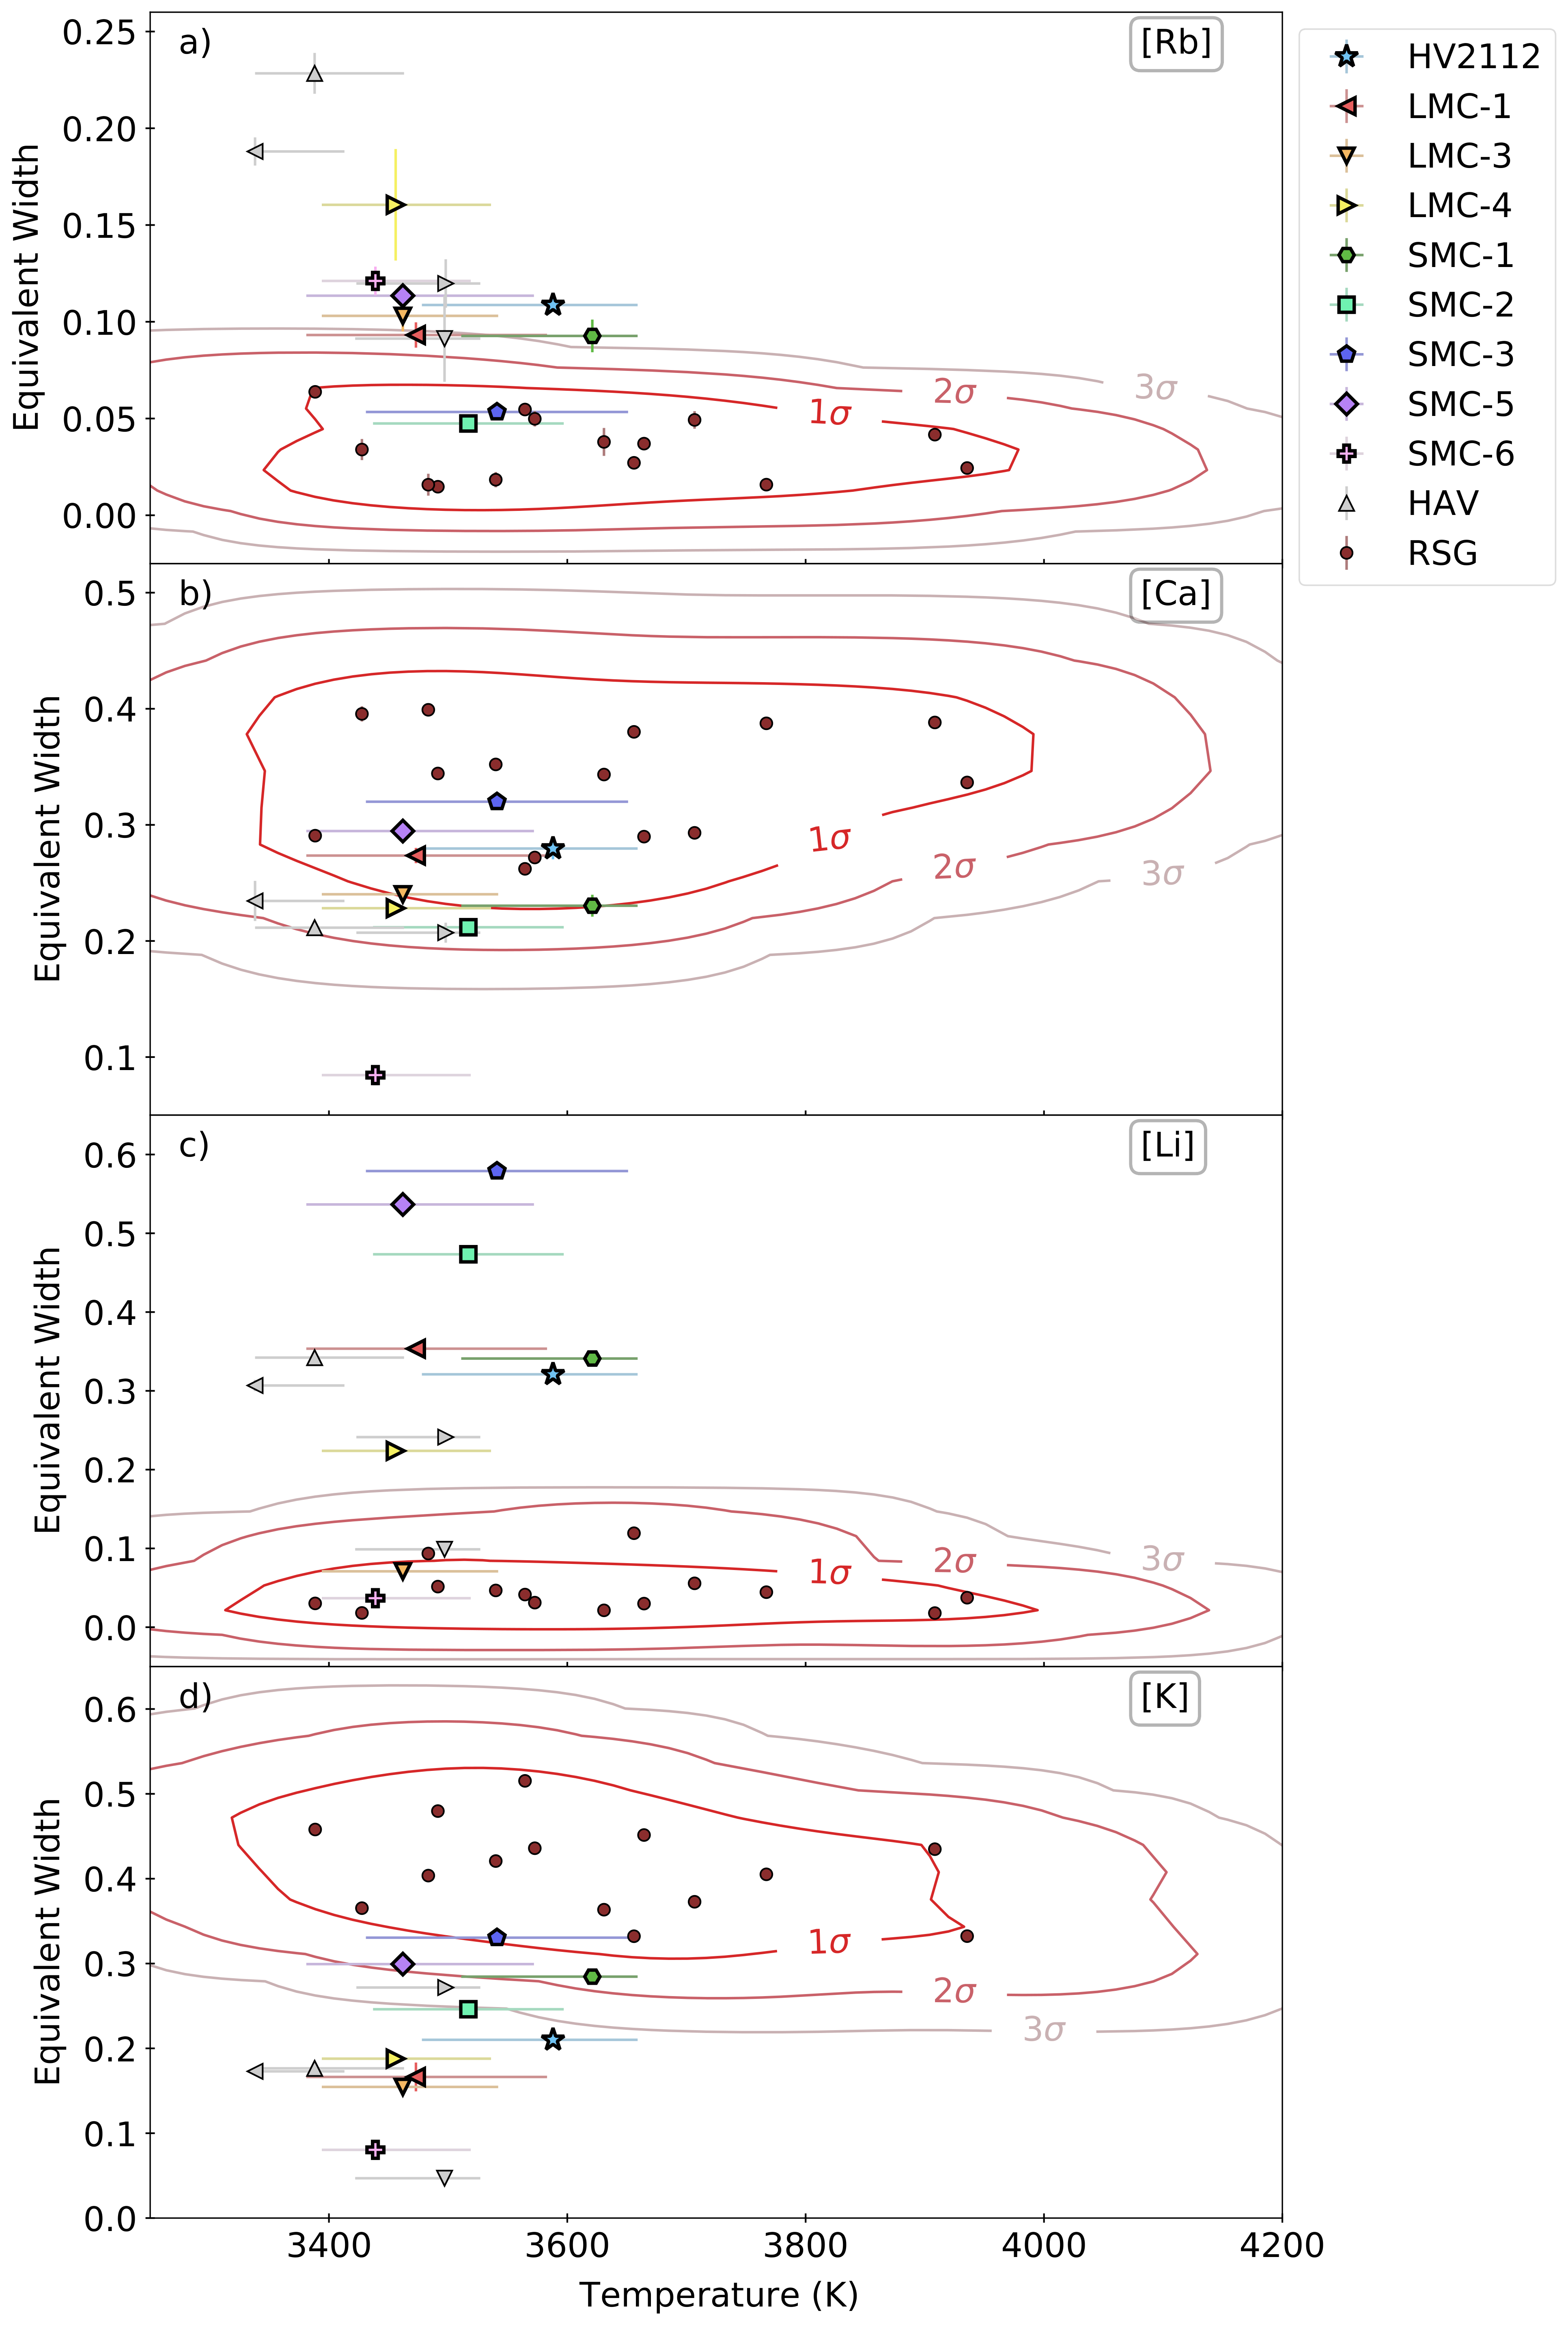 a)
[Rb]
Equivalent Width
0.25
0.20
0.15
0.10
0.05
0.00
1σ
2σ
3σ
HV2112
LMC-1
LMC-3
LMC-4
SMC-1
SMC-2
SMC-3
SMC-5
SMC-6
HAV
RSG
b)
[Ca]
Equivalent Width
0.5
0.4
0.3
0.2
0.1
1σ
2σ
3σ
c)
[Li]
Equivalent Width
0.6
0.5
0.4
0.3
0.2
0.1
0.0
1σ
2σ
3σ
d)
[K]
Equivalent Width
0.6
0.5
0.4
0.3
0.2
0.1
0.0
1σ
2σ
3σ
3400 3600 3800 4000 4200
Temperature (K)